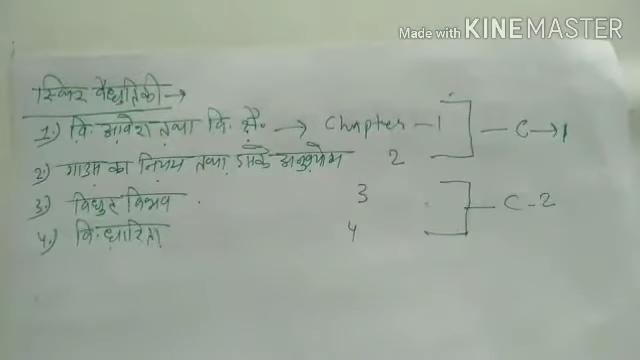 Made with KINEMASTER
स्थिर वैधुतिकी →
1.) वि. आवेश तथा वि. क्षै. → Chapter - 1 - C → 1
2.) गाउस का नियम तथा इसके अनुप्रयोग 2
3.) विधुत विभव . 3 - C - 2
4.) वि. धारिता 4